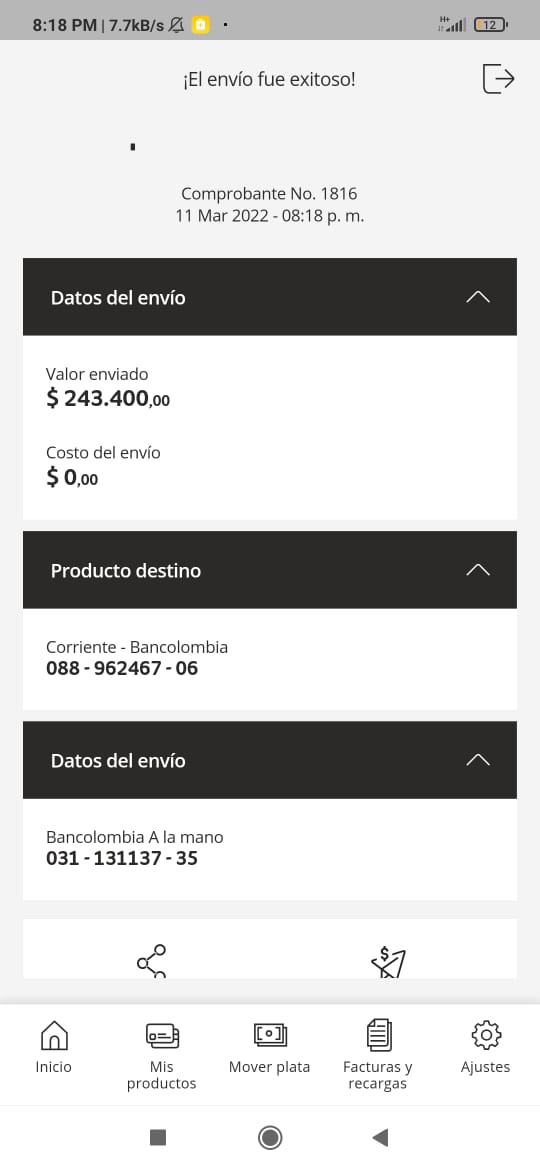 8:18 PM | 7.7kB/s
H+
12
¡El envío fue exitoso!
Comprobante No. 1816
11 Mar 2022 - 08:18 p. m.
Datos del envío
Valor enviado
$ 243.400,00
Costo del envío
$ 0,00
Producto destino
Corriente - Bancolombia
088 - 962467 - 06
Datos del envío
Bancolombia A la mano
031 - 131137 - 35
Inicio
Mis productos
Mover plata
Facturas y recargas
Ajustes